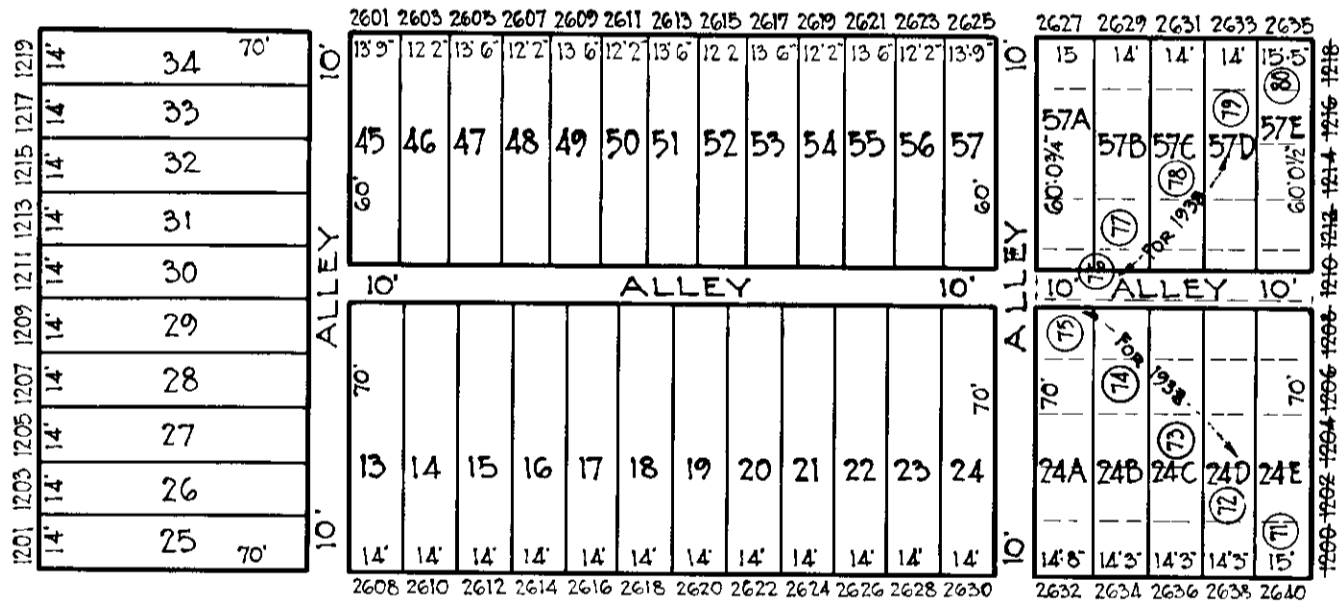 2601 2603 2605 2607 2609 2611 2613 2615 2617 2619 2621 2623 2625 2627 2629 2631 2633 2635
13'9" 12'2" 13'6" 12'2" 13'6" 12'2" 13'6" 12'2 13'6" 12'2" 13'6" 12'2" 13'9" 15 14' 14' 14' 15'·5"
1219 14' 34 70' 10' 10' 80 1218
1217 14' 33 79 1216
45 46 47 48 49 50 51 52 53 54 55 56 57 57A 57B 57C 57D 57E
1215 14' 32 60' 60' 60'·0¾" 78 60'·0½" 1214
1213 14' 31 77 FOR 1938 1212
1211 14' 30 76 1210
ALLEY 10' ALLEY 10' ALLEY 10' ALLEY 10'
1209 14' 29 75 FOR 1938 1208
1207 14' 28 70' 70' 70' 74 70' 1206
1205 14' 27 73 1204
13 14 15 16 17 18 19 20 21 22 23 24 24A 24B 24C 24D 24E
1203 14' 26 72 1202
1201 14' 25 70' 10' 10' 71 1200
14' 14' 14' 14' 14' 14' 14' 14' 14' 14' 14' 14' 14'·8" 14'3" 14'3" 14'3" 15'
2608 2610 2612 2614 2616 2618 2620 2622 2624 2626 2628 2630 2632 2634 2636 2638 2640